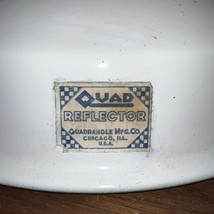 QUAD
REFLECTOR
QUADRANGLE MFG. CO.
CHICAGO, ILL.
U.S.A.